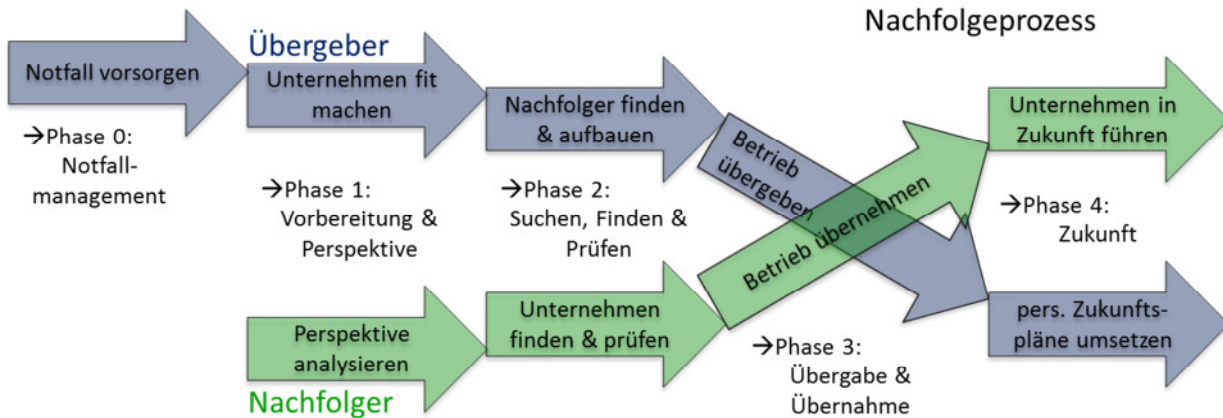 Nachfolgeprozess
Übergeber
Notfall vorsorgen
→Phase 0:
Notfall-
management
Unternehmen fit
machen
→Phase 1:
Vorbereitung &
Perspektive
Nachfolger finden
& aufbauen
→Phase 2:
Suchen, Finden &
Prüfen
Betrieb
übergeben
Betrieb übernehmen
Unternehmen in
Zukunft führen
→Phase 4:
Zukunft
Perspektive
analysieren
Nachfolger
Unternehmen
finden & prüfen
→Phase 3:
Übergabe &
Übernahme
pers. Zukunfts-
pläne umsetzen